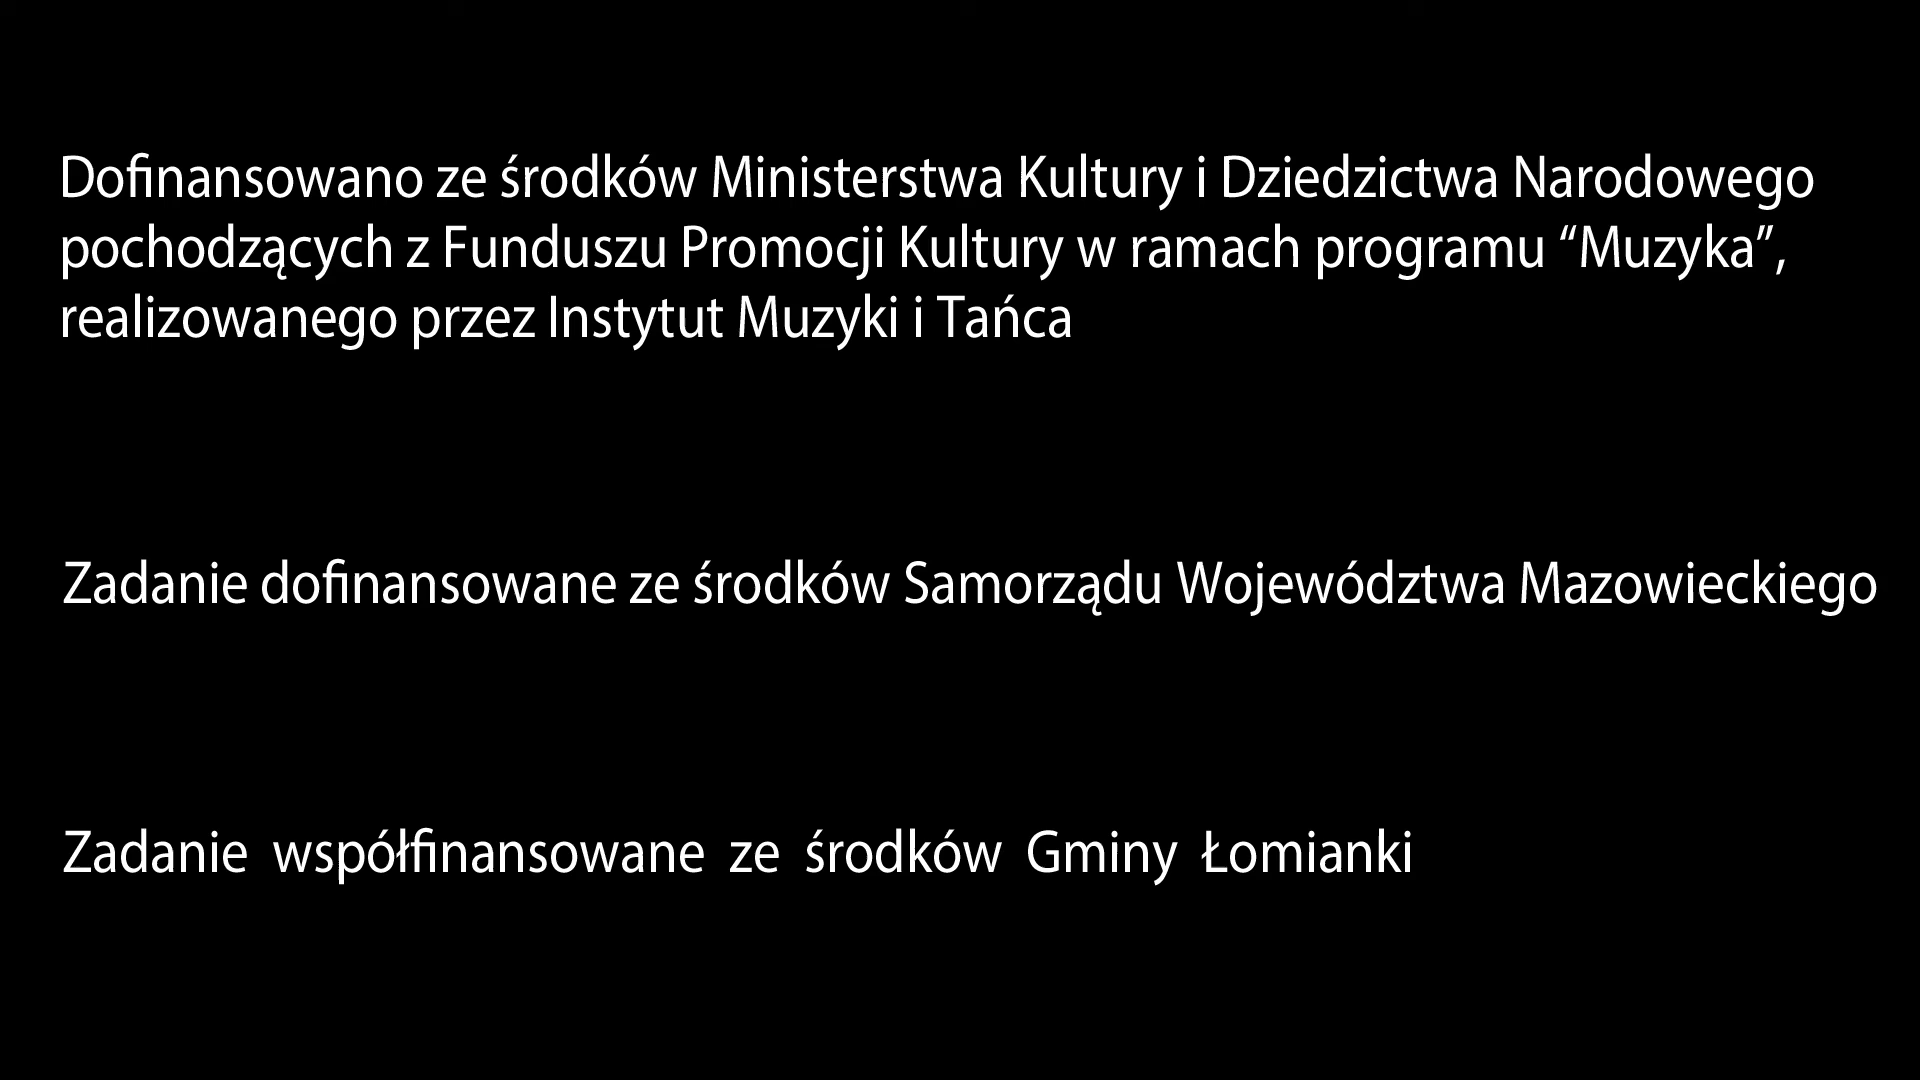 Dofinansowano ze środków Ministerstwa Kultury i Dziedzictwa Narodowego
pochodzących z Funduszu Promocji Kultury w ramach programu “Muzyka”,
realizowanego przez Instytut Muzyki i Tańca
Zadanie dofinansowane ze środków Samorządu Województwa Mazowieckiego
Zadanie współfinansowane ze środków Gminy Łomianki